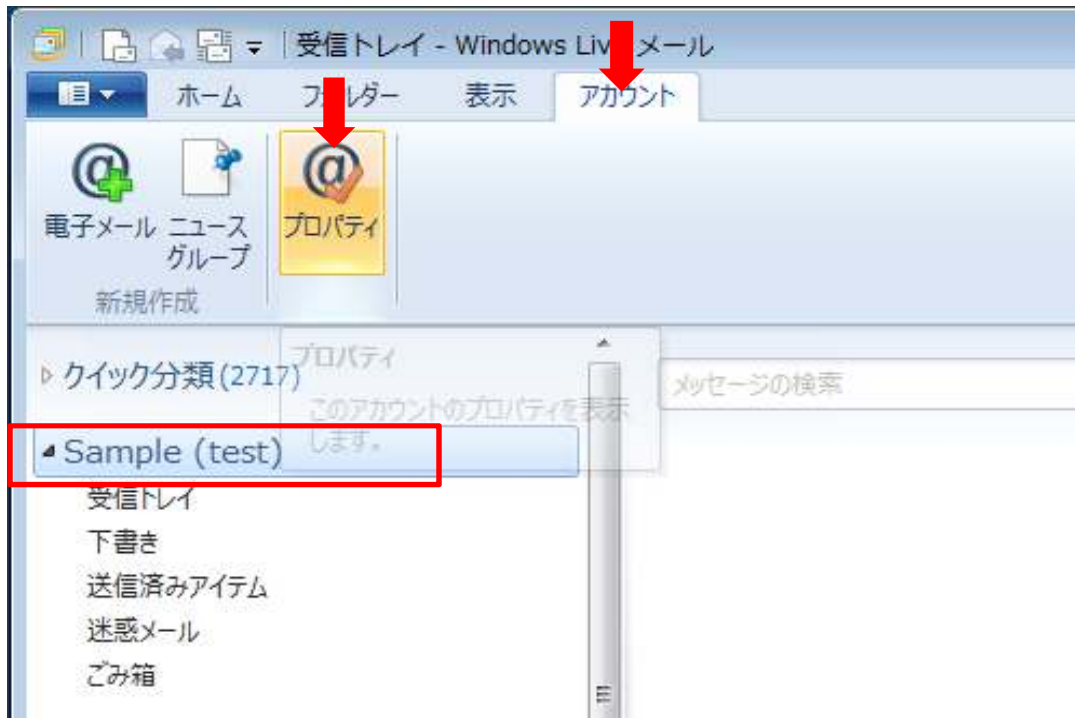 受信トレイ - Windows Live メール
ホーム フォルダー 表示 アカウント
電子メール ニュース
グループ
プロパティ
新規作成
クイック分類 (2717)
プロパティ
このアカウントのプロパティを表示
します。
メッセージの検索
Sample (test)
受信トレイ
下書き
送信済みアイテム
迷惑メール
ごみ箱